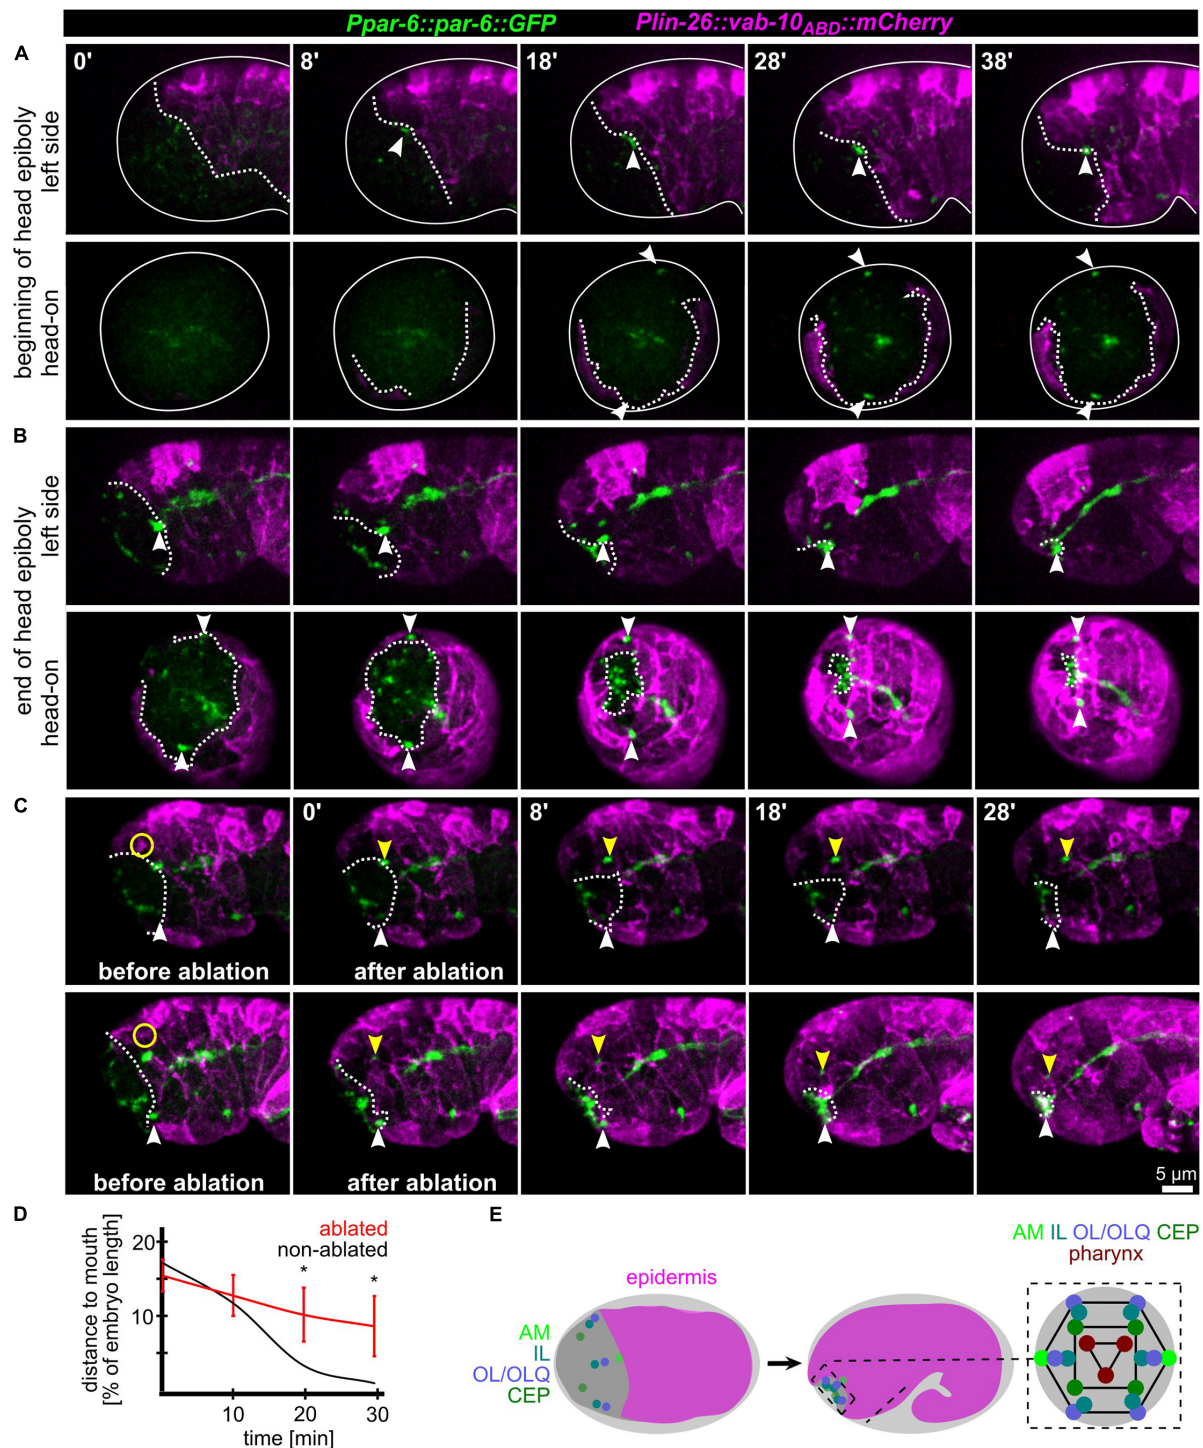 Ppar-6::par-6::GFP Plin-26::vab-10ABD::mCherry
A
beginning of head epiboly
left side
0' 8' 18' 28' 38'
head-on
B
end of head epiboly
left side
head-on
C
0' 8' 18' 28'
before ablation after ablation
before ablation after ablation
5 µm
D
distance to mouth
[% of embryo length]
20
10
ablated
non-ablated
*
*
10 20 30
time [min]
E
epidermis
AM
IL
OL/OLQ
CEP
AM IL OL/OLQ CEP
pharynx